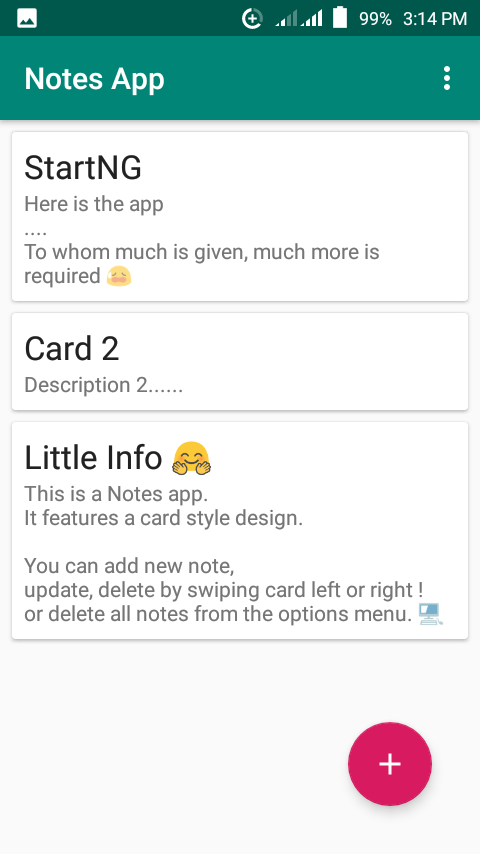 99% 3:14 PM
Notes App
StartNG
Here is the app
....
To whom much is given, much more is
required 😩
Card 2
Description 2......
Little Info 🤗
This is a Notes app.
It features a card style design.
You can add new note,
update, delete by swiping card left or right !
or delete all notes from the options menu. 💻